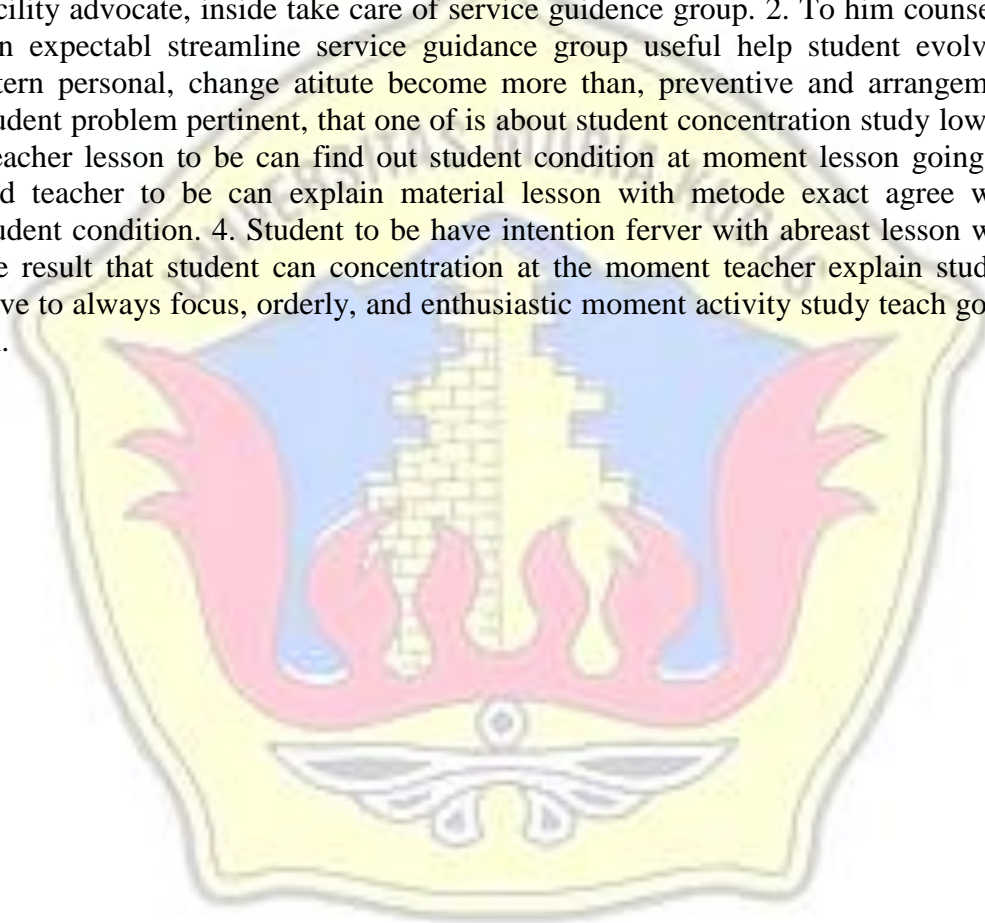 cility advocate, inside take care of service guidence group. 2. To him counse
n expectabl streamline service guidance group useful help student evolv
tern personal, change atitute become more than, preventive and arrangem
udent problem pertinent, that one of is about student concentration study low
eacher lesson to be can find out student condition at moment lesson going
d teacher to be can explain material lesson with metode exact agree w
udent condition. 4. Student to be have intention ferver with abreast lesson w
e result that student can concentration at the moment teacher explain stud
ve to always focus, orderly, and enthusiastic moment activity study teach go
.